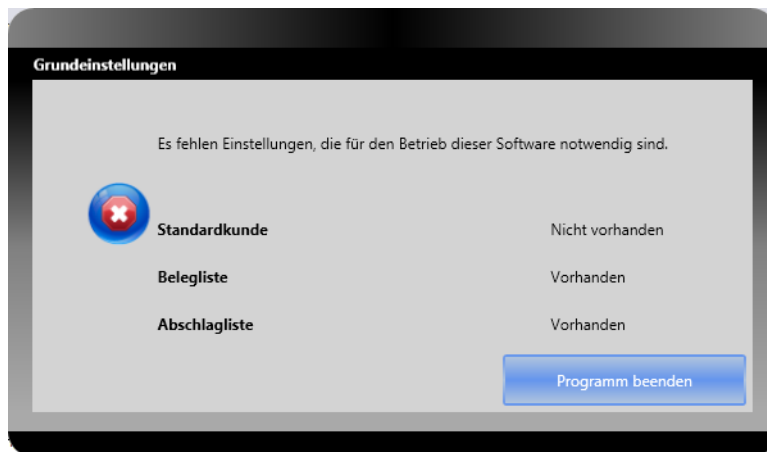 Grundeinstellungen
Es fehlen Einstellungen, die für den Betrieb dieser Software notwendig sind.
Standardkunde Nicht vorhanden
Belegliste Vorhanden
Abschlagliste Vorhanden
Programm beenden